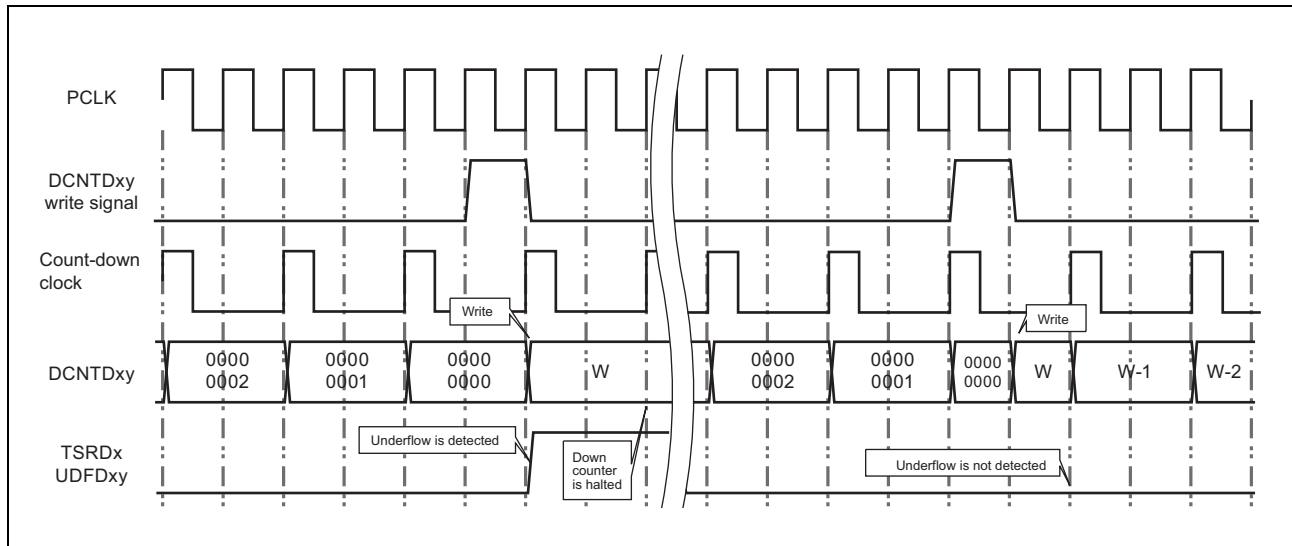 PCLK
DCNTDxy
write signal
Count-down
clock
Write
Write
DCNTDxy
0000
0002
0000
0001
0000
0000
W
0000
0002
0000
0001
0000
0000
W
W-1
W-2
TSRDx
UDFDxy
Underflow is detected
Down
counter
is halted
Underflow is not detected